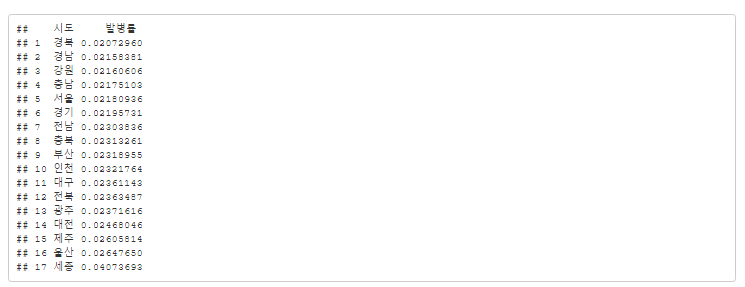 ##    시도     발병률
## 1  경북 0.02072960
## 2  경남 0.02158381
## 3  강원 0.02160606
## 4  충남 0.02175103
## 5  서울 0.02180936
## 6  경기 0.02195731
## 7  전남 0.02303836
## 8  충북 0.02313261
## 9  부산 0.02318955
## 10 인천 0.02321764
## 11 대구 0.02361143
## 12 전북 0.02363487
## 13 광주 0.02371616
## 14 대전 0.02468046
## 15 제주 0.02605814
## 16 울산 0.02647650
## 17 세종 0.04073693